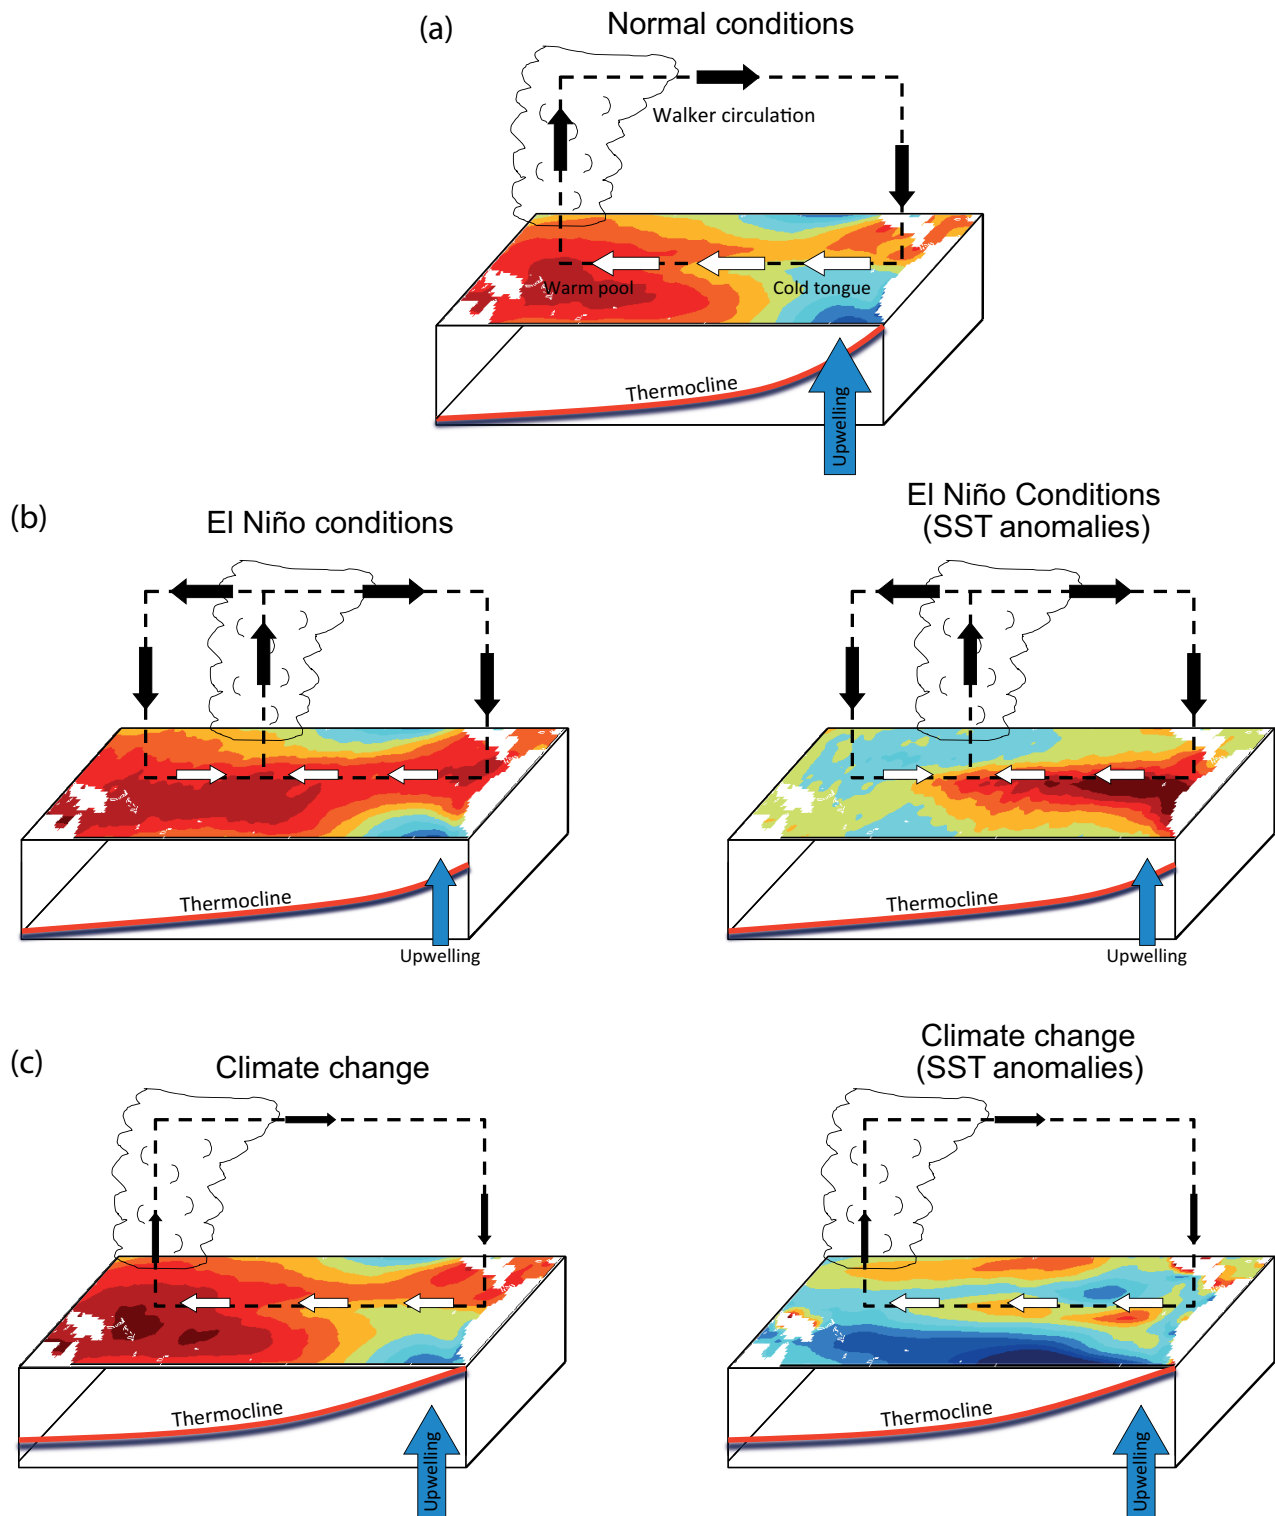 (a)
Normal conditions
Walker circulation
Warm pool
Cold tongue
Thermocline
Upwelling
(b)
El Niño conditions
Thermocline
Upwelling
El Niño Conditions
(SST anomalies)
Thermocline
Upwelling
(c)
Climate change
Thermocline
Upwelling
Climate change
(SST anomalies)
Thermocline
Upwelling